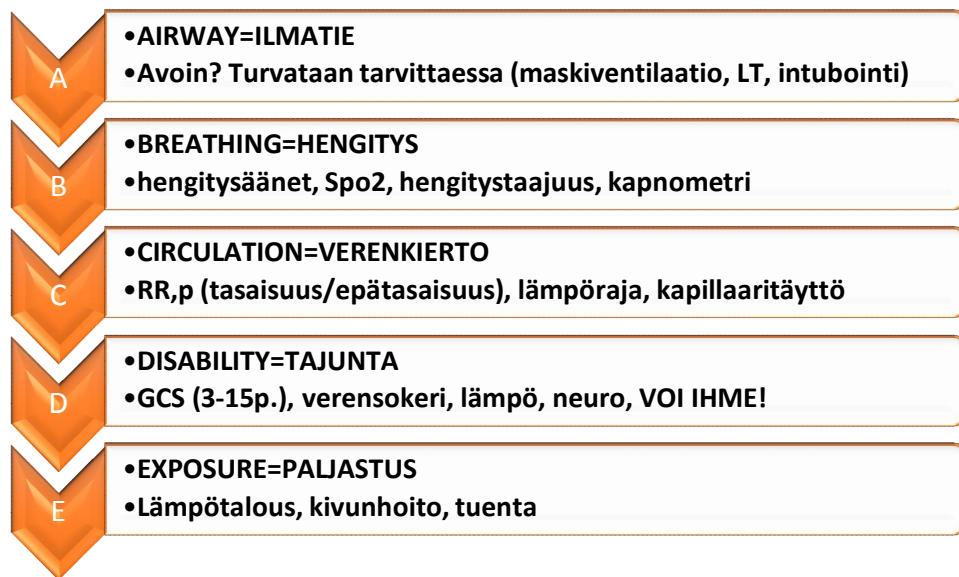 A
•AIRWAY=ILMATIE
•Avoin? Turvataan tarvittaessa (maskiventilaatio, LT, intubointi)
B
•BREATHING=HENGITYS
•hengitysäänet, Spo2, hengitystaajuus, kapnometri
C
•CIRCULATION=VERENKIERTO
•RR,p (tasaisuus/epätasaisuus), lämpöraja, kapillaaritäyttö
D
•DISABILITY=TAJUNTA
•GCS (3-15p.), verensokeri, lämpö, neuro, VOI IHME!
E
•EXPOSURE=PALJASTUS
•Lämpötalous, kivunhoito, tuenta